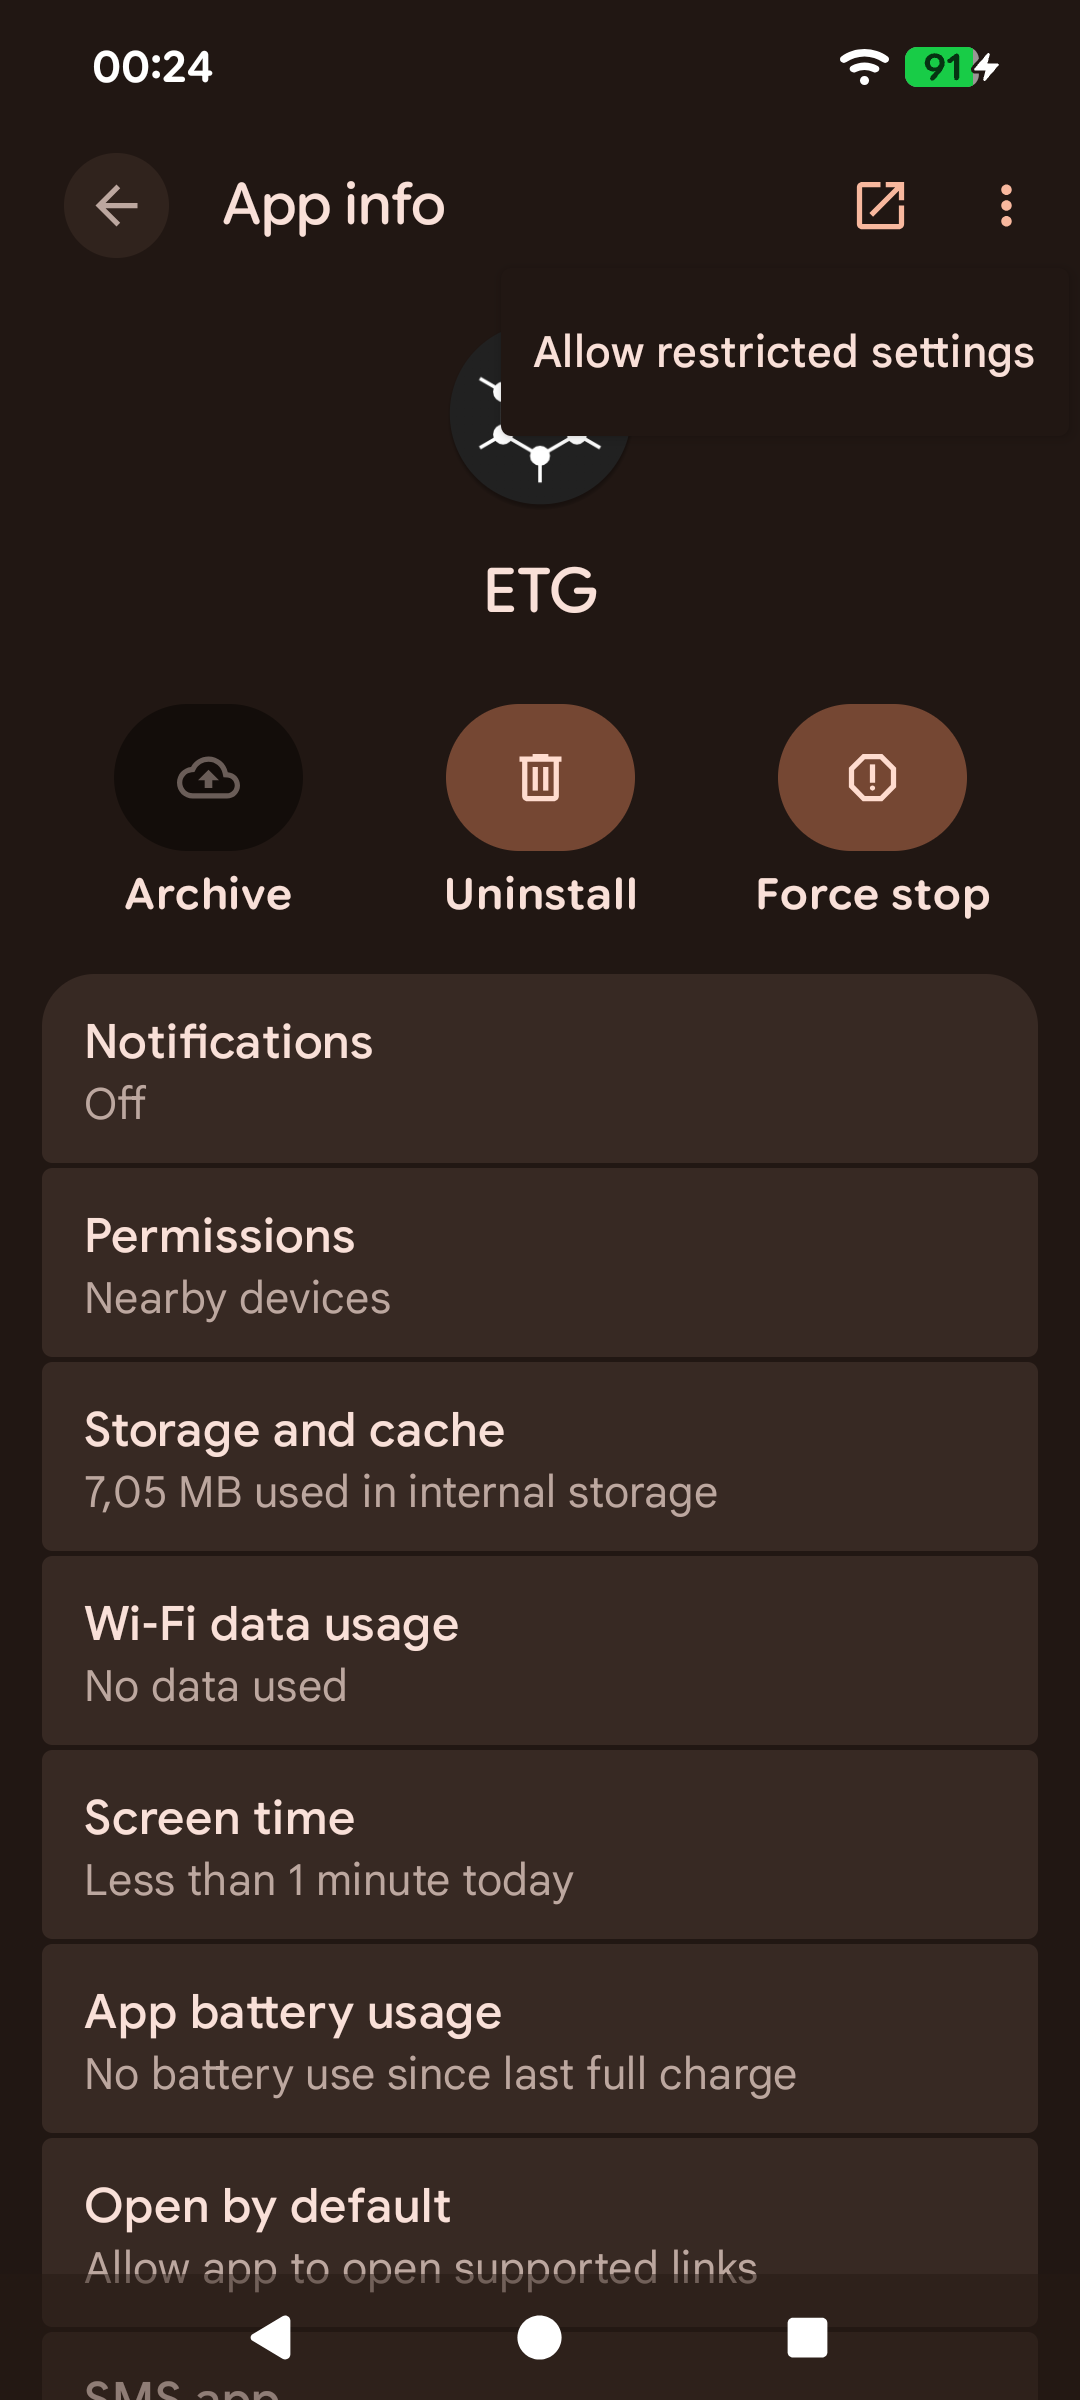 00:24
91
App info
Allow restricted settings
ETG
Archive
Uninstall
Force stop
Notifications
Off
Permissions
Nearby devices
Storage and cache
7,05 MB used in internal storage
Wi-Fi data usage
No data used
Screen time
Less than 1 minute today
App battery usage
No battery use since last full charge
Open by default
Allow app to open supported links
SMS app